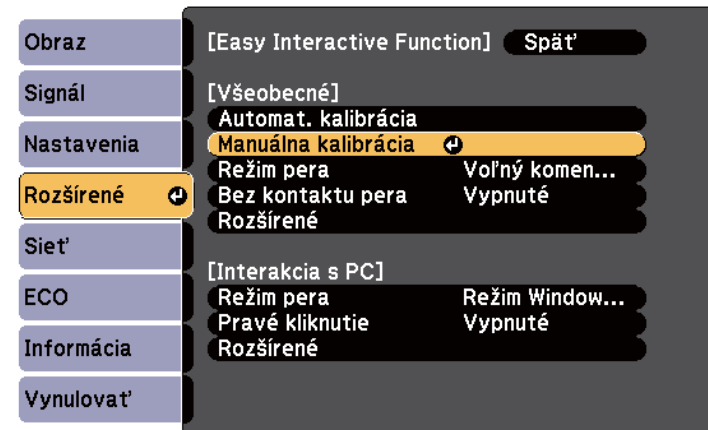 Obraz
Signál
Nastavenia
Rozšírené
Sieť
ECO
Informácia
Vynulovať
[Easy Interactive Function] Späť
[Všeobecné]
Automat. kalibrácia
Manuálna kalibrácia
Režim pera Voľný komen...
Bez kontaktu pera Vypnuté
Rozšírené
[Interakcia s PC]
Režim pera Režim Window...
Pravé kliknutie Vypnuté
Rozšírené